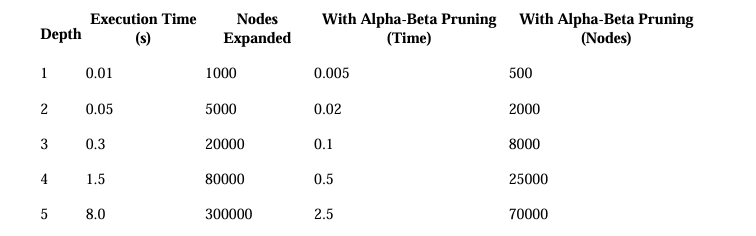 Depth Execution Time (s) Nodes Expanded With Alpha-Beta Pruning (Time) With Alpha-Beta Pruning (Nodes)
1 0.01 1000 0.005 500
2 0.05 5000 0.02 2000
3 0.3 20000 0.1 8000
4 1.5 80000 0.5 25000
5 8.0 300000 2.5 70000